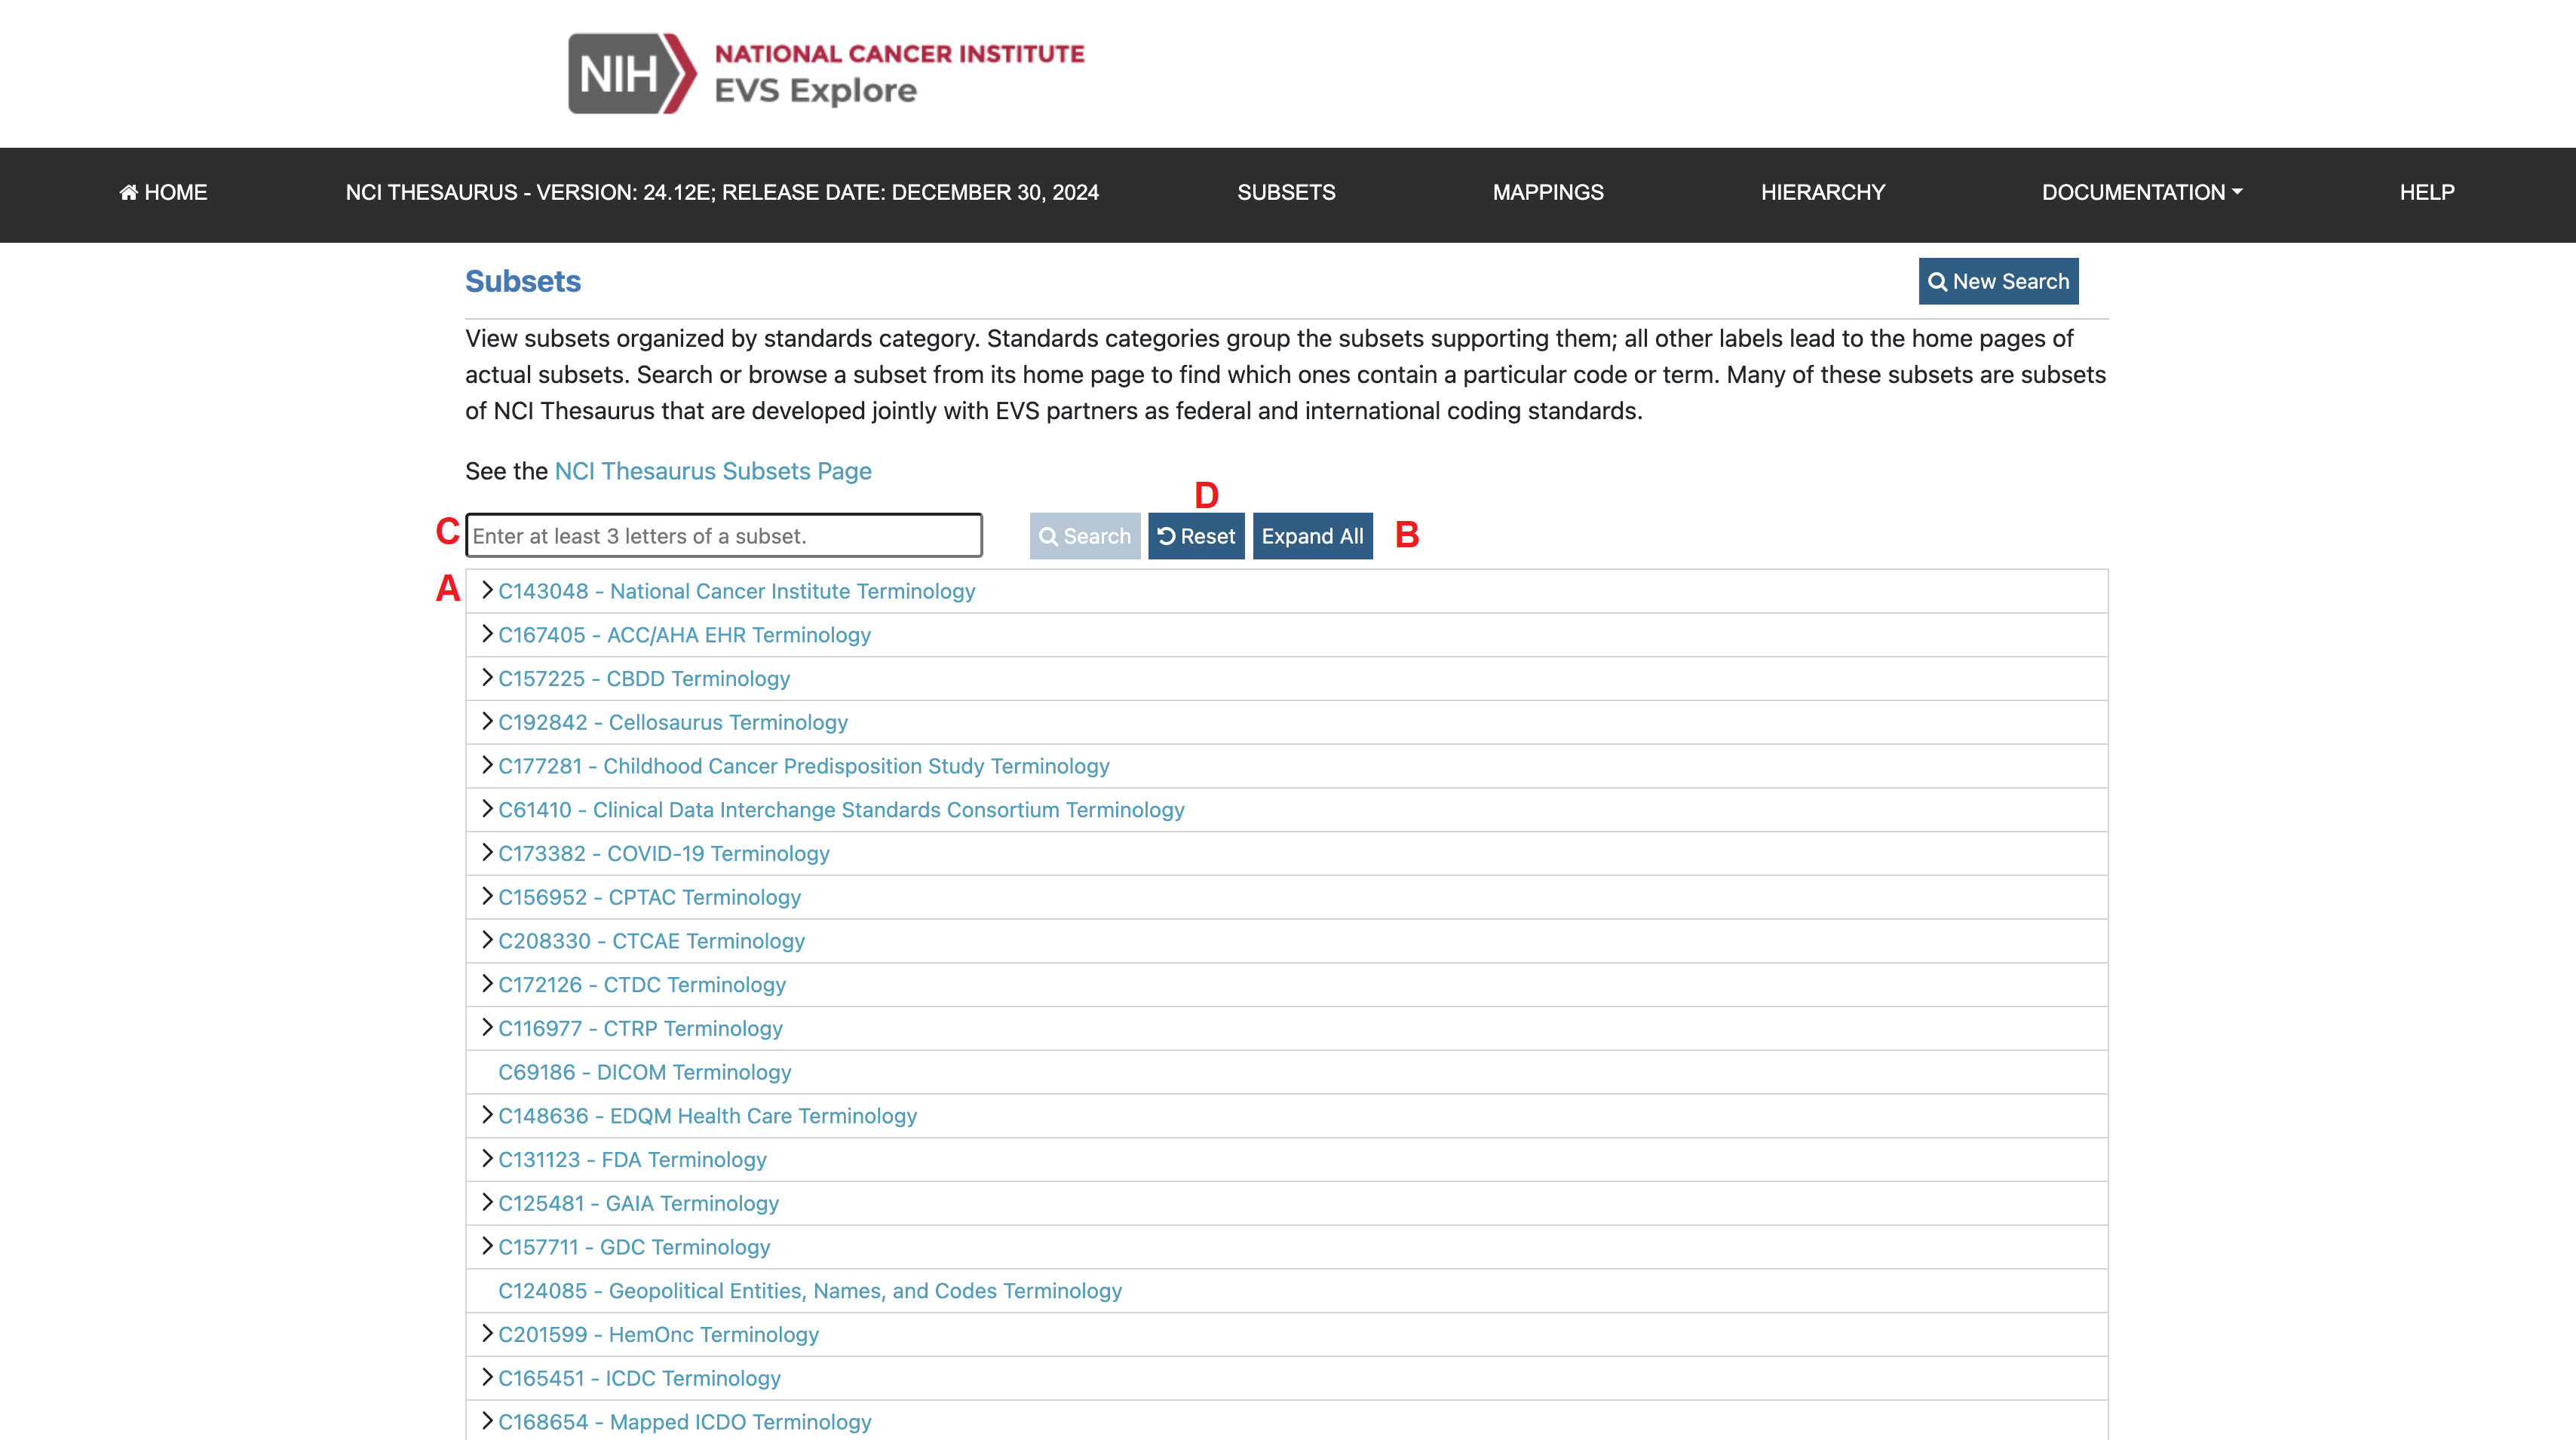 NIH NATIONAL CANCER INSTITUTE
EVS Explore
HOME NCI THESAURUS - VERSION: 24.12E; RELEASE DATE: DECEMBER 30, 2024 SUBSETS MAPPINGS HIERARCHY DOCUMENTATION HELP
Subsets New Search
View subsets organized by standards category. Standards categories group the subsets supporting them; all other labels lead to the home pages of
actual subsets. Search or browse a subset from its home page to find which ones contain a particular code or term. Many of these subsets are subsets
of NCI Thesaurus that are developed jointly with EVS partners as federal and international coding standards.
See the NCI Thesaurus Subsets Page
D
C Enter at least 3 letters of a subset. Search Reset Expand All B
A C143048 - National Cancer Institute Terminology
C167405 - ACC/AHA EHR Terminology
C157225 - CBDD Terminology
C192842 - Cellosaurus Terminology
C177281 - Childhood Cancer Predisposition Study Terminology
C61410 - Clinical Data Interchange Standards Consortium Terminology
C173382 - COVID-19 Terminology
C156952 - CPTAC Terminology
C208330 - CTCAE Terminology
C172126 - CTDC Terminology
C116977 - CTRP Terminology
C69186 - DICOM Terminology
C148636 - EDQM Health Care Terminology
C131123 - FDA Terminology
C125481 - GAIA Terminology
C157711 - GDC Terminology
C124085 - Geopolitical Entities, Names, and Codes Terminology
C201599 - HemOnc Terminology
C165451 - ICDC Terminology
C168654 - Mapped ICDO Terminology